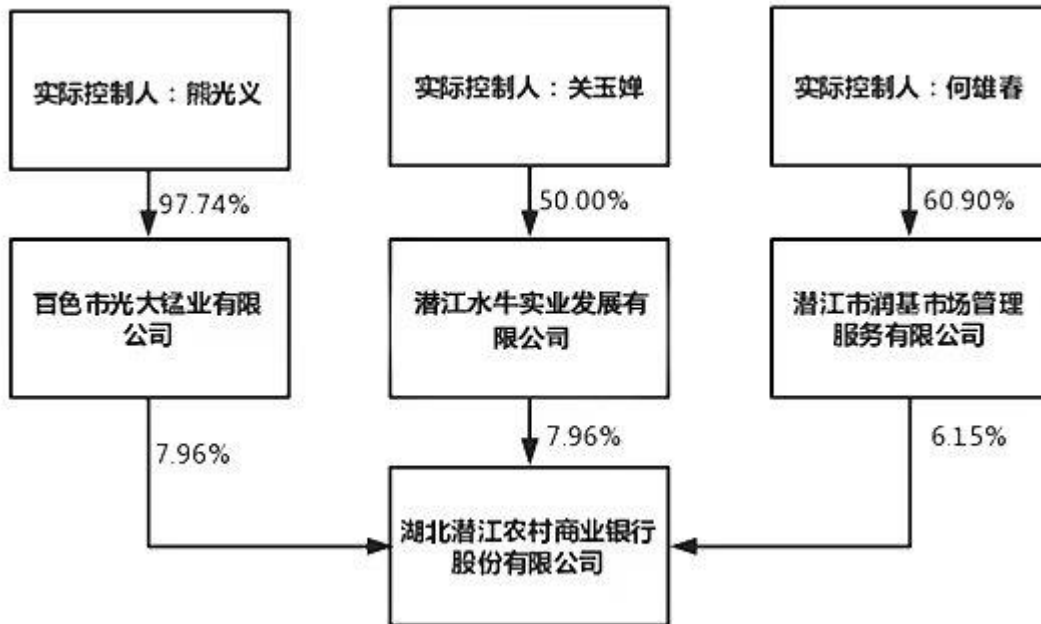 实际控制人：熊光义
实际控制人：关玉婵
实际控制人：何雄春
97.74%
50.00%
60.90%
百色市光大锰业有限
公司
潜江水牛实业发展有
限公司
潜江市润基市场管理
服务有限公司
7.96%
7.96%
6.15%
湖北潜江农村商业银行
股份有限公司